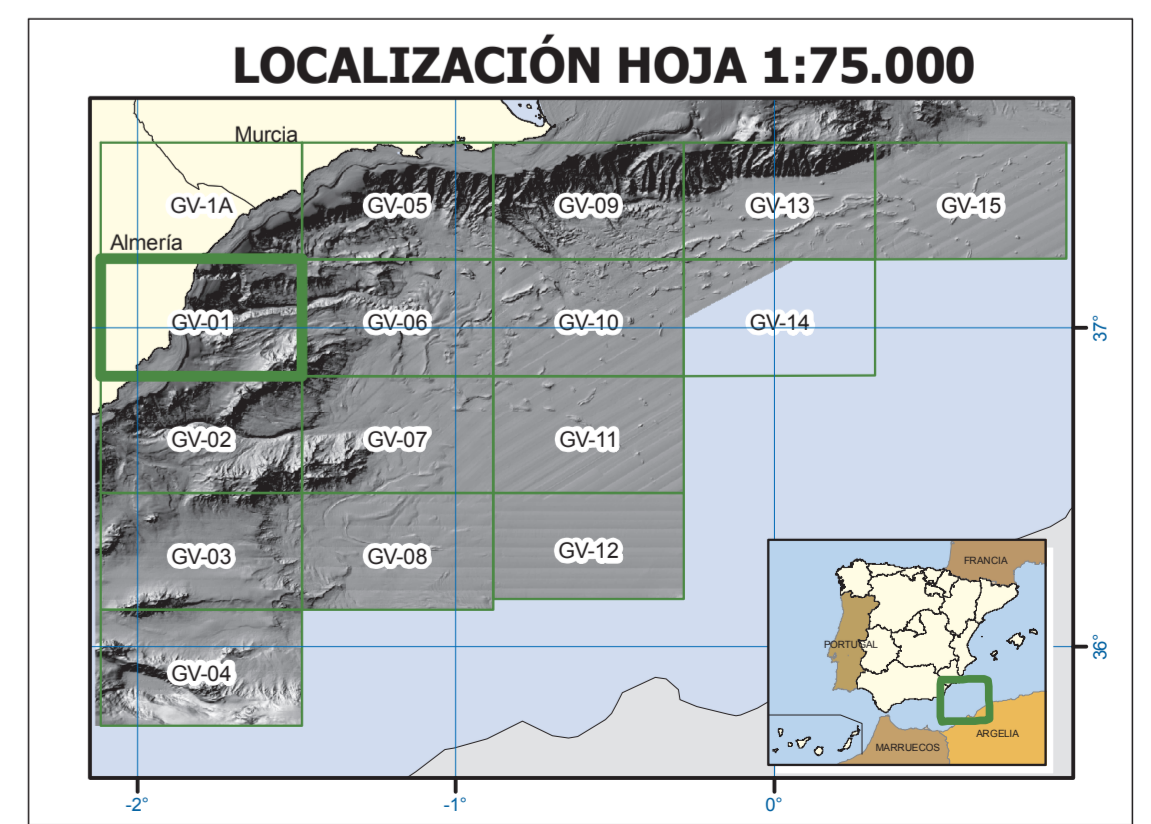 LOCALIZACIÓN HOJA 1:75.000
Murcia
GV-1A
GV-05
GV-09
GV-13
GV-15
Almería
GV-01
GV-06
GV-10
GV-14
37°
GV-02
GV-07
GV-11
GV-03
GV-08
GV-12
FRANCIA
PORTUGAL
36°
GV-04
ARGELIA
MARRUECOS
-2°
-1°
0°